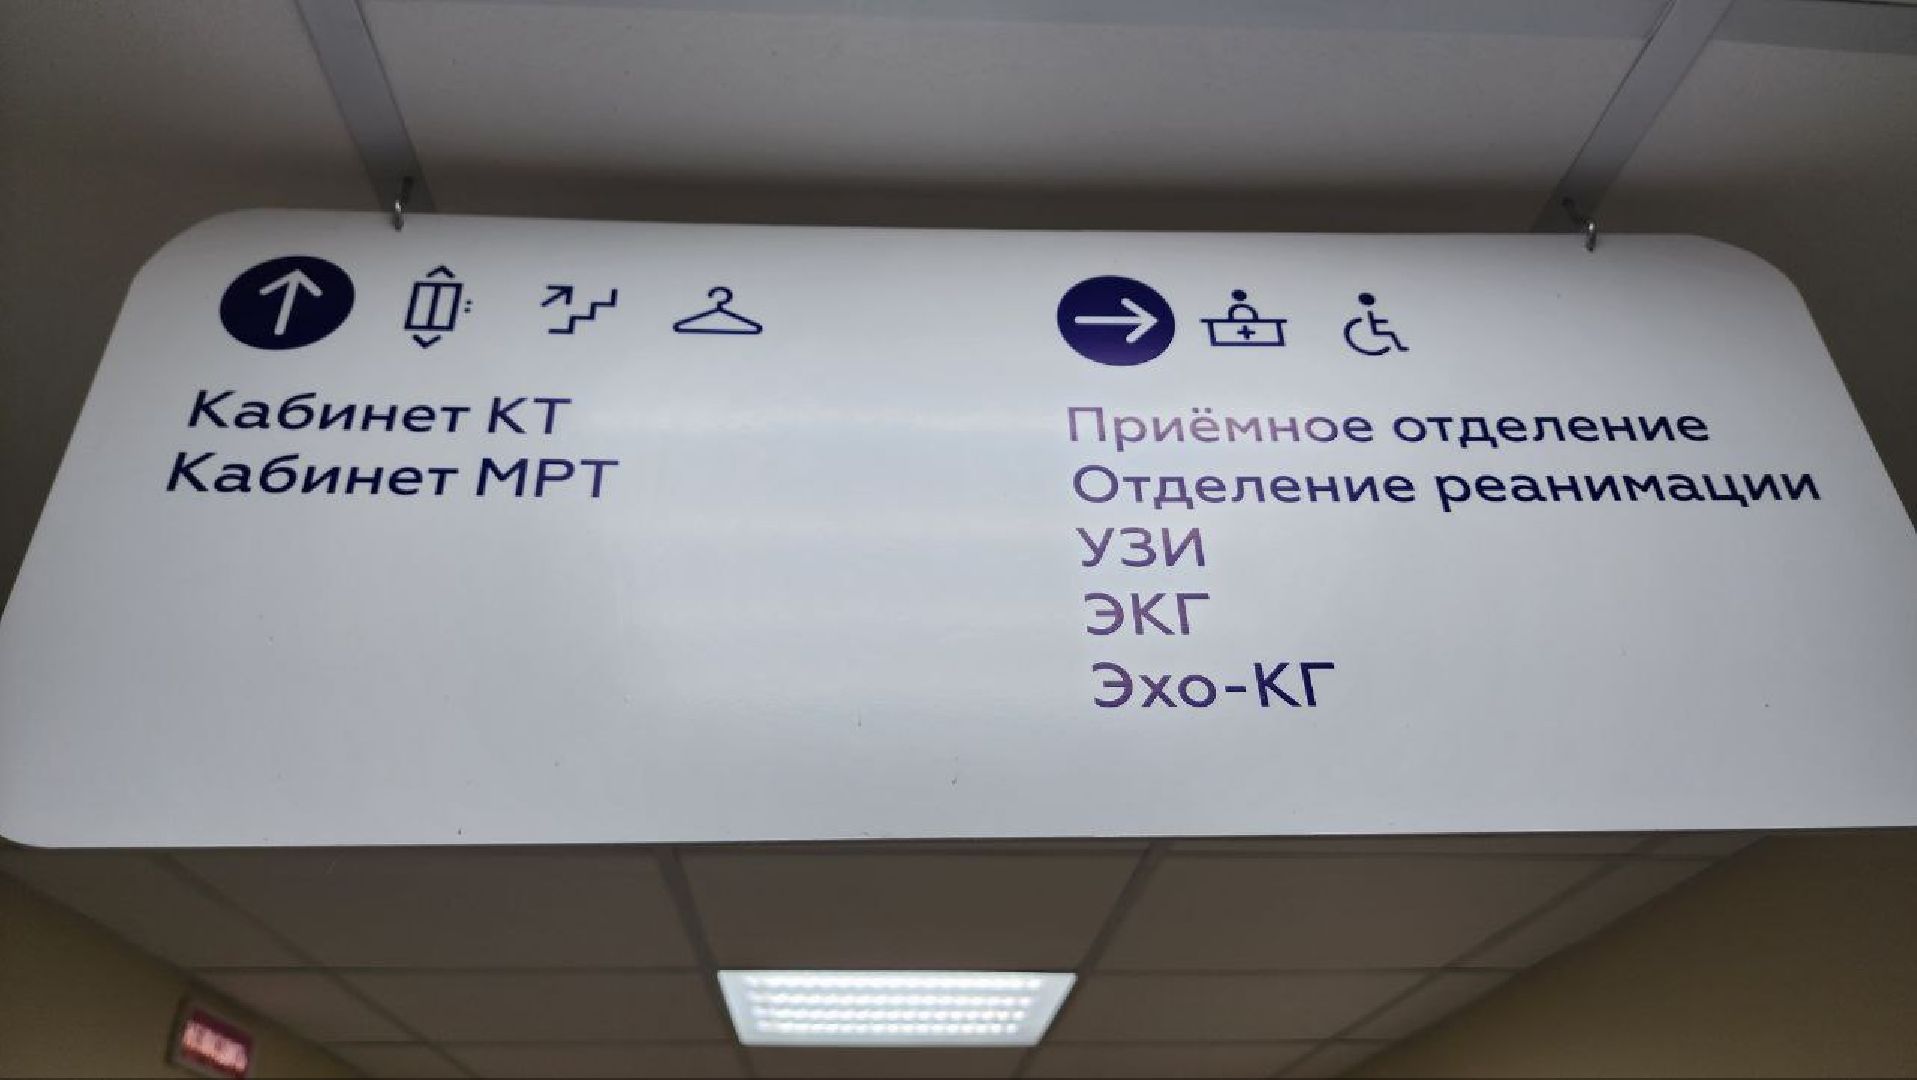 Кабинет КТ
Кабинет МРТ
Приёмное отделение
Отделение реанимации
УЗИ
ЭКГ
Эхо-КГ